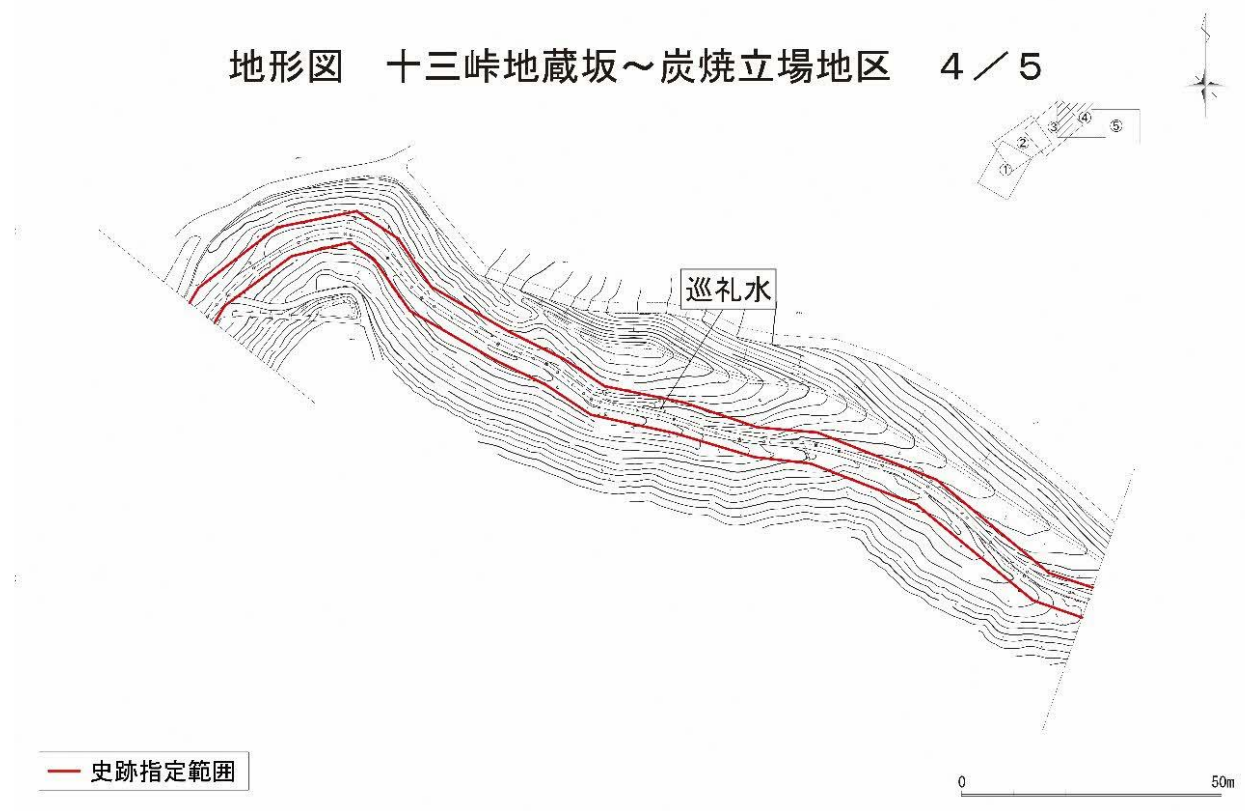 地形図　十三峠地蔵坂～炭焼立場地区　４／５
③ ④ ⑤
②
①
巡礼水
史跡指定範囲
0 50m